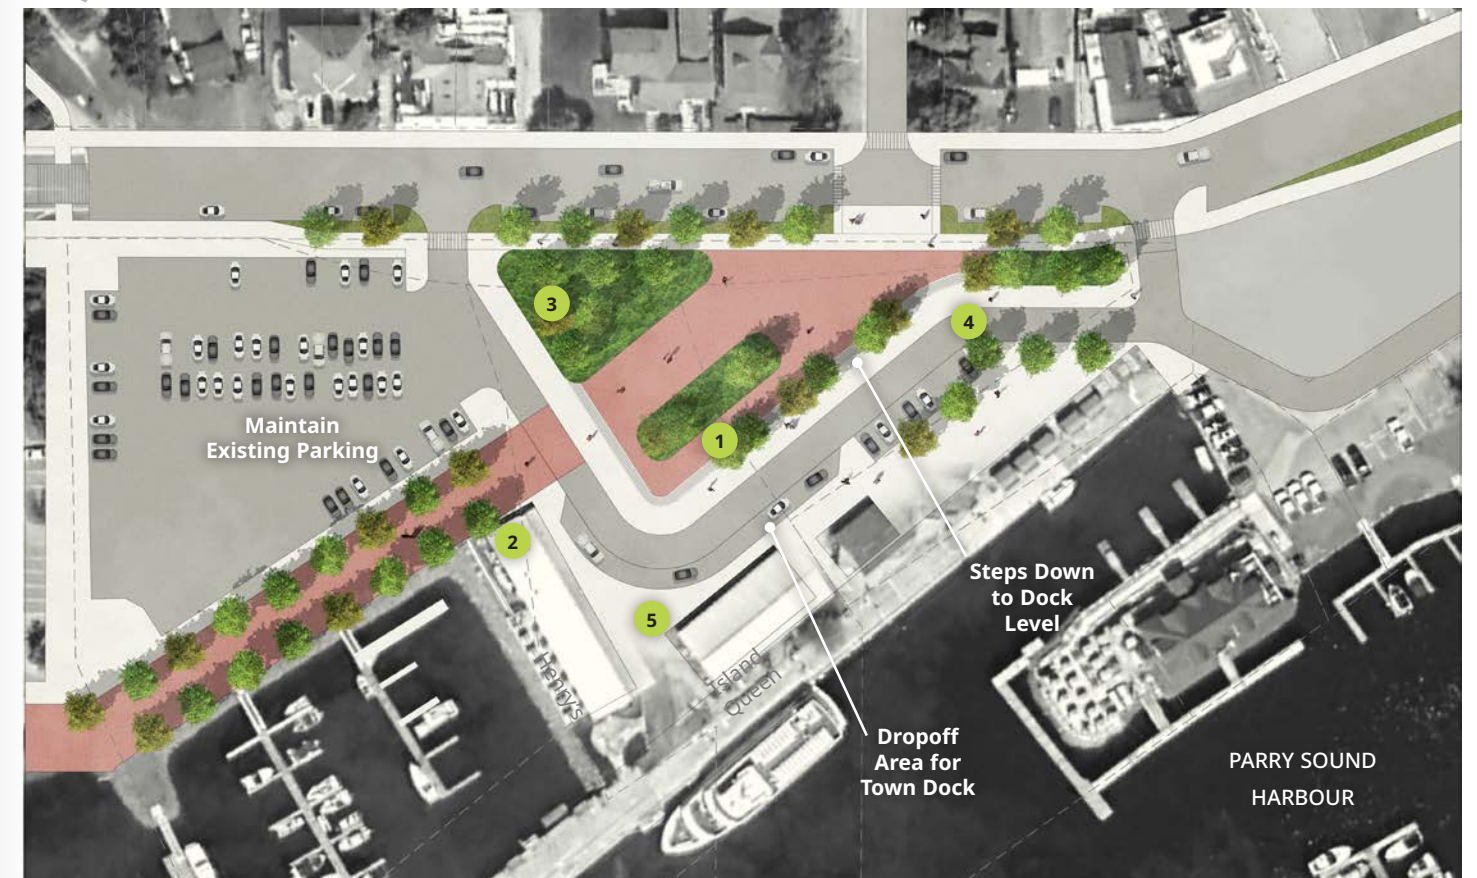 3
4
Maintain
Existing Parking
1
2
Steps Down
to Dock
Level
5
Henry's
Island
Queen
Dropoff
Area for
Town Dock
PARRY SOUND
HARBOUR